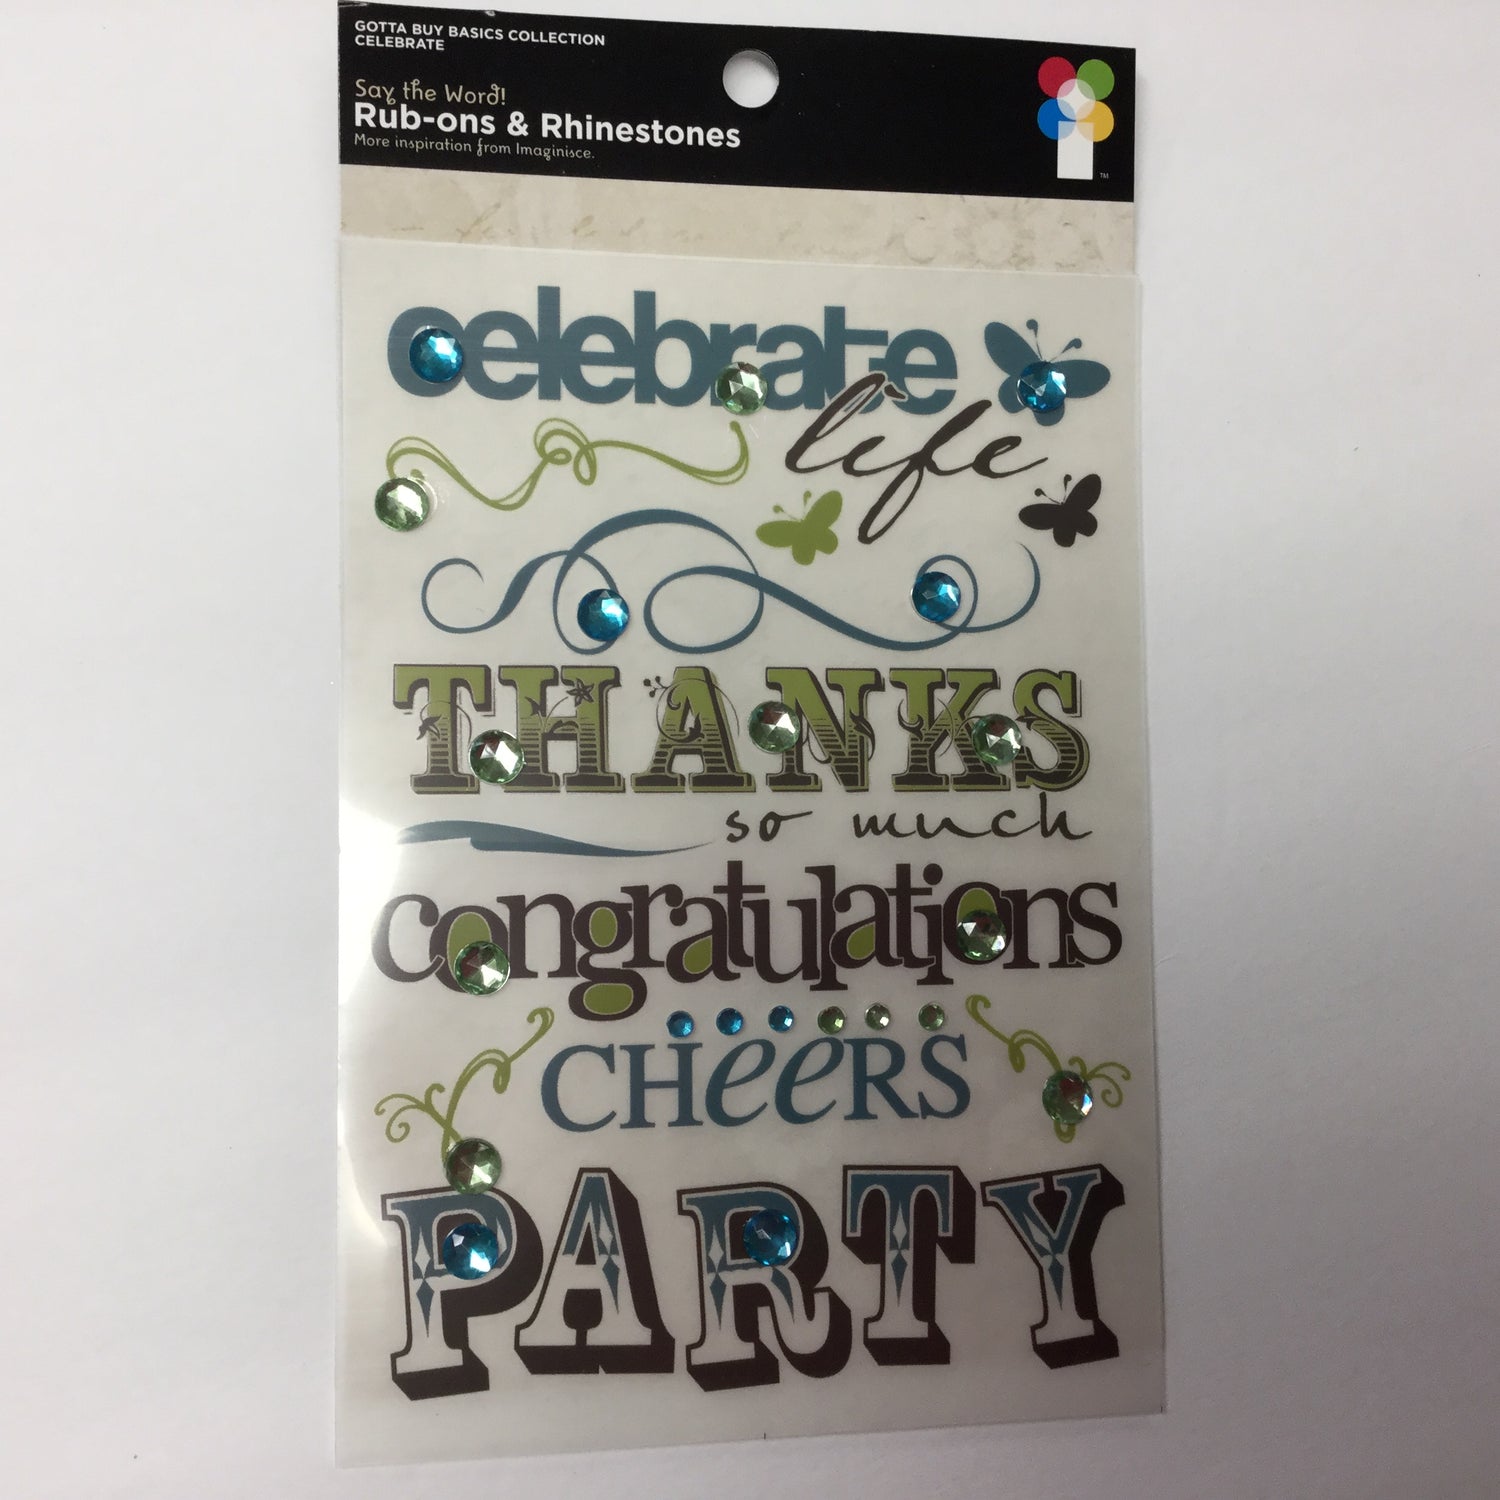 GOTTA BUY BASICS COLLECTION
CELEBRATE
Say the Word!
Rub-ons & Rhinestones
More inspiration from Imaginisce.
TM
celebrate
life
THANKS
so much
congratulations
CHeeRS
PARTY